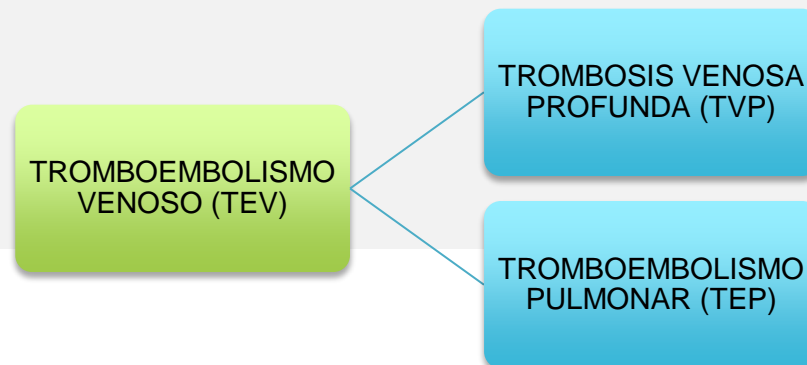 TROMBOEMBOLISMO
VENOSO (TEV)
TROMBOSIS VENOSA
PROFUNDA (TVP)
TROMBOEMBOLISMO
PULMONAR (TEP)